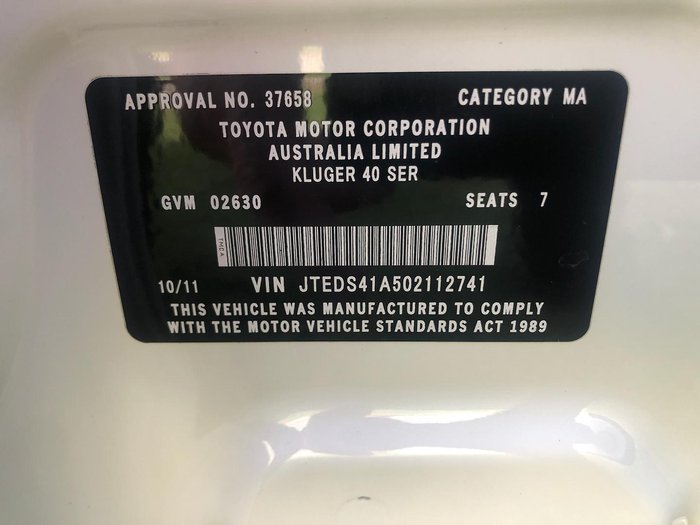 APPROVAL NO. 37658 CATEGORY MA
TOYOTA MOTOR CORPORATION
AUSTRALIA LIMITED
KLUGER 40 SER
GVM 02630 SEATS 7
TMCA
10/11 VIN JTEDS41A502112741
THIS VEHICLE WAS MANUFACTURED TO COMPLY
WITH THE MOTOR VEHICLE STANDARDS ACT 1989